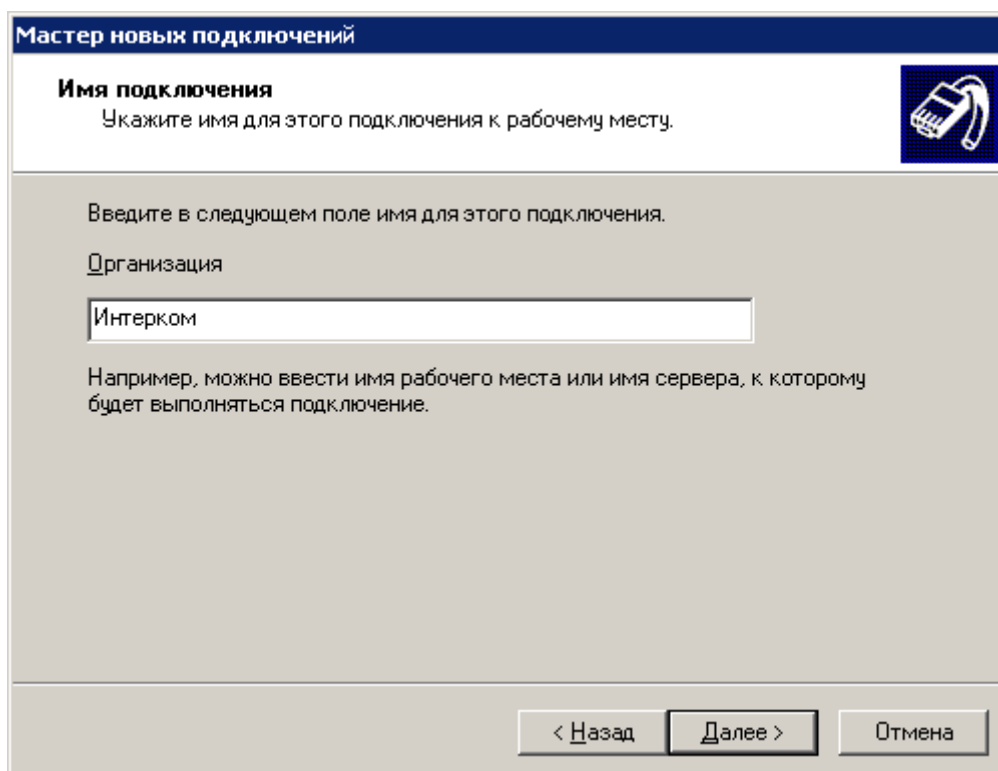 Мастер новых подключений
Имя подключения
Укажите имя для этого подключения к рабочему месту.
Введите в следующем поле имя для этого подключения.
Организация
Интерком
Например, можно ввести имя рабочего места или имя сервера, к которому
будет выполняться подключение.
< Назад Далее > Отмена